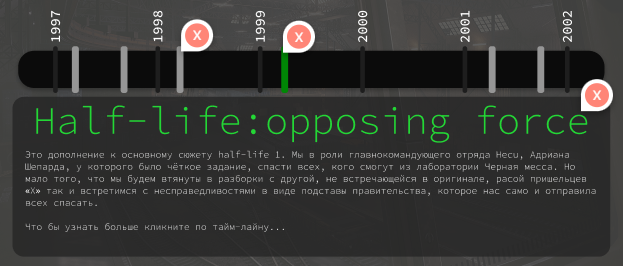 1997
1998
1999
2000
2001
2002
X
X
X
Half-life:opposing force
Это дополнение к основному сюжету half-life 1. Мы в роли главнокомандующего отряда Hecu, Адриана
Шепарда, у которого было чёткое задание, спасти всех, кого смогут из лаборатории Черная месса. Но
мало того, что мы будем втянуты в разборки с другой, не встречающейся в оригинале, расой пришельцев
«X» так и встретимся с несправедливостями в виде подставы правительства, которое нас само и отправила
всех спасать.
Что бы узнать больше кликните по тайм-лайну...